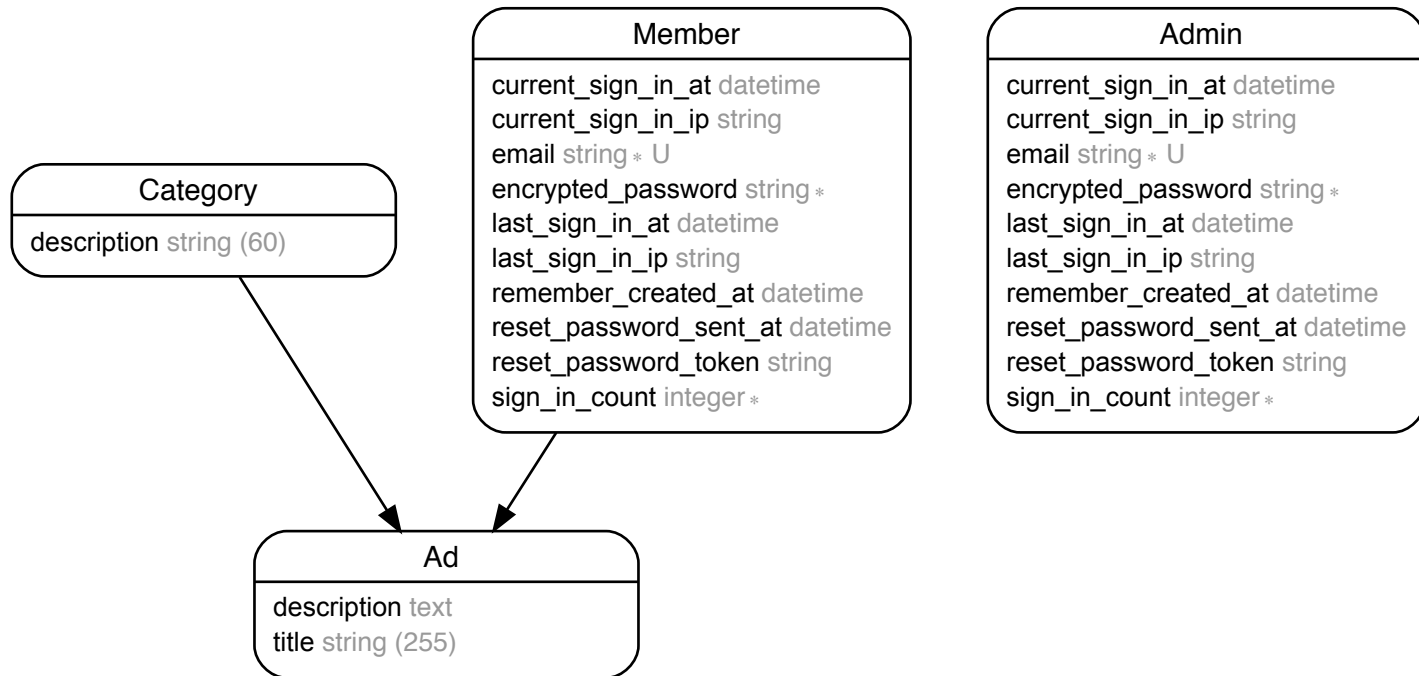 Member
current_sign_in_at datetime
current_sign_in_ip string
email string * U
encrypted_password string *
last_sign_in_at datetime
last_sign_in_ip string
remember_created_at datetime
reset_password_sent_at datetime
reset_password_token string
sign_in_count integer *
Admin
current_sign_in_at datetime
current_sign_in_ip string
email string * U
encrypted_password string *
last_sign_in_at datetime
last_sign_in_ip string
remember_created_at datetime
reset_password_sent_at datetime
reset_password_token string
sign_in_count integer *
Category
description string (60)
Ad
description text
title string (255)